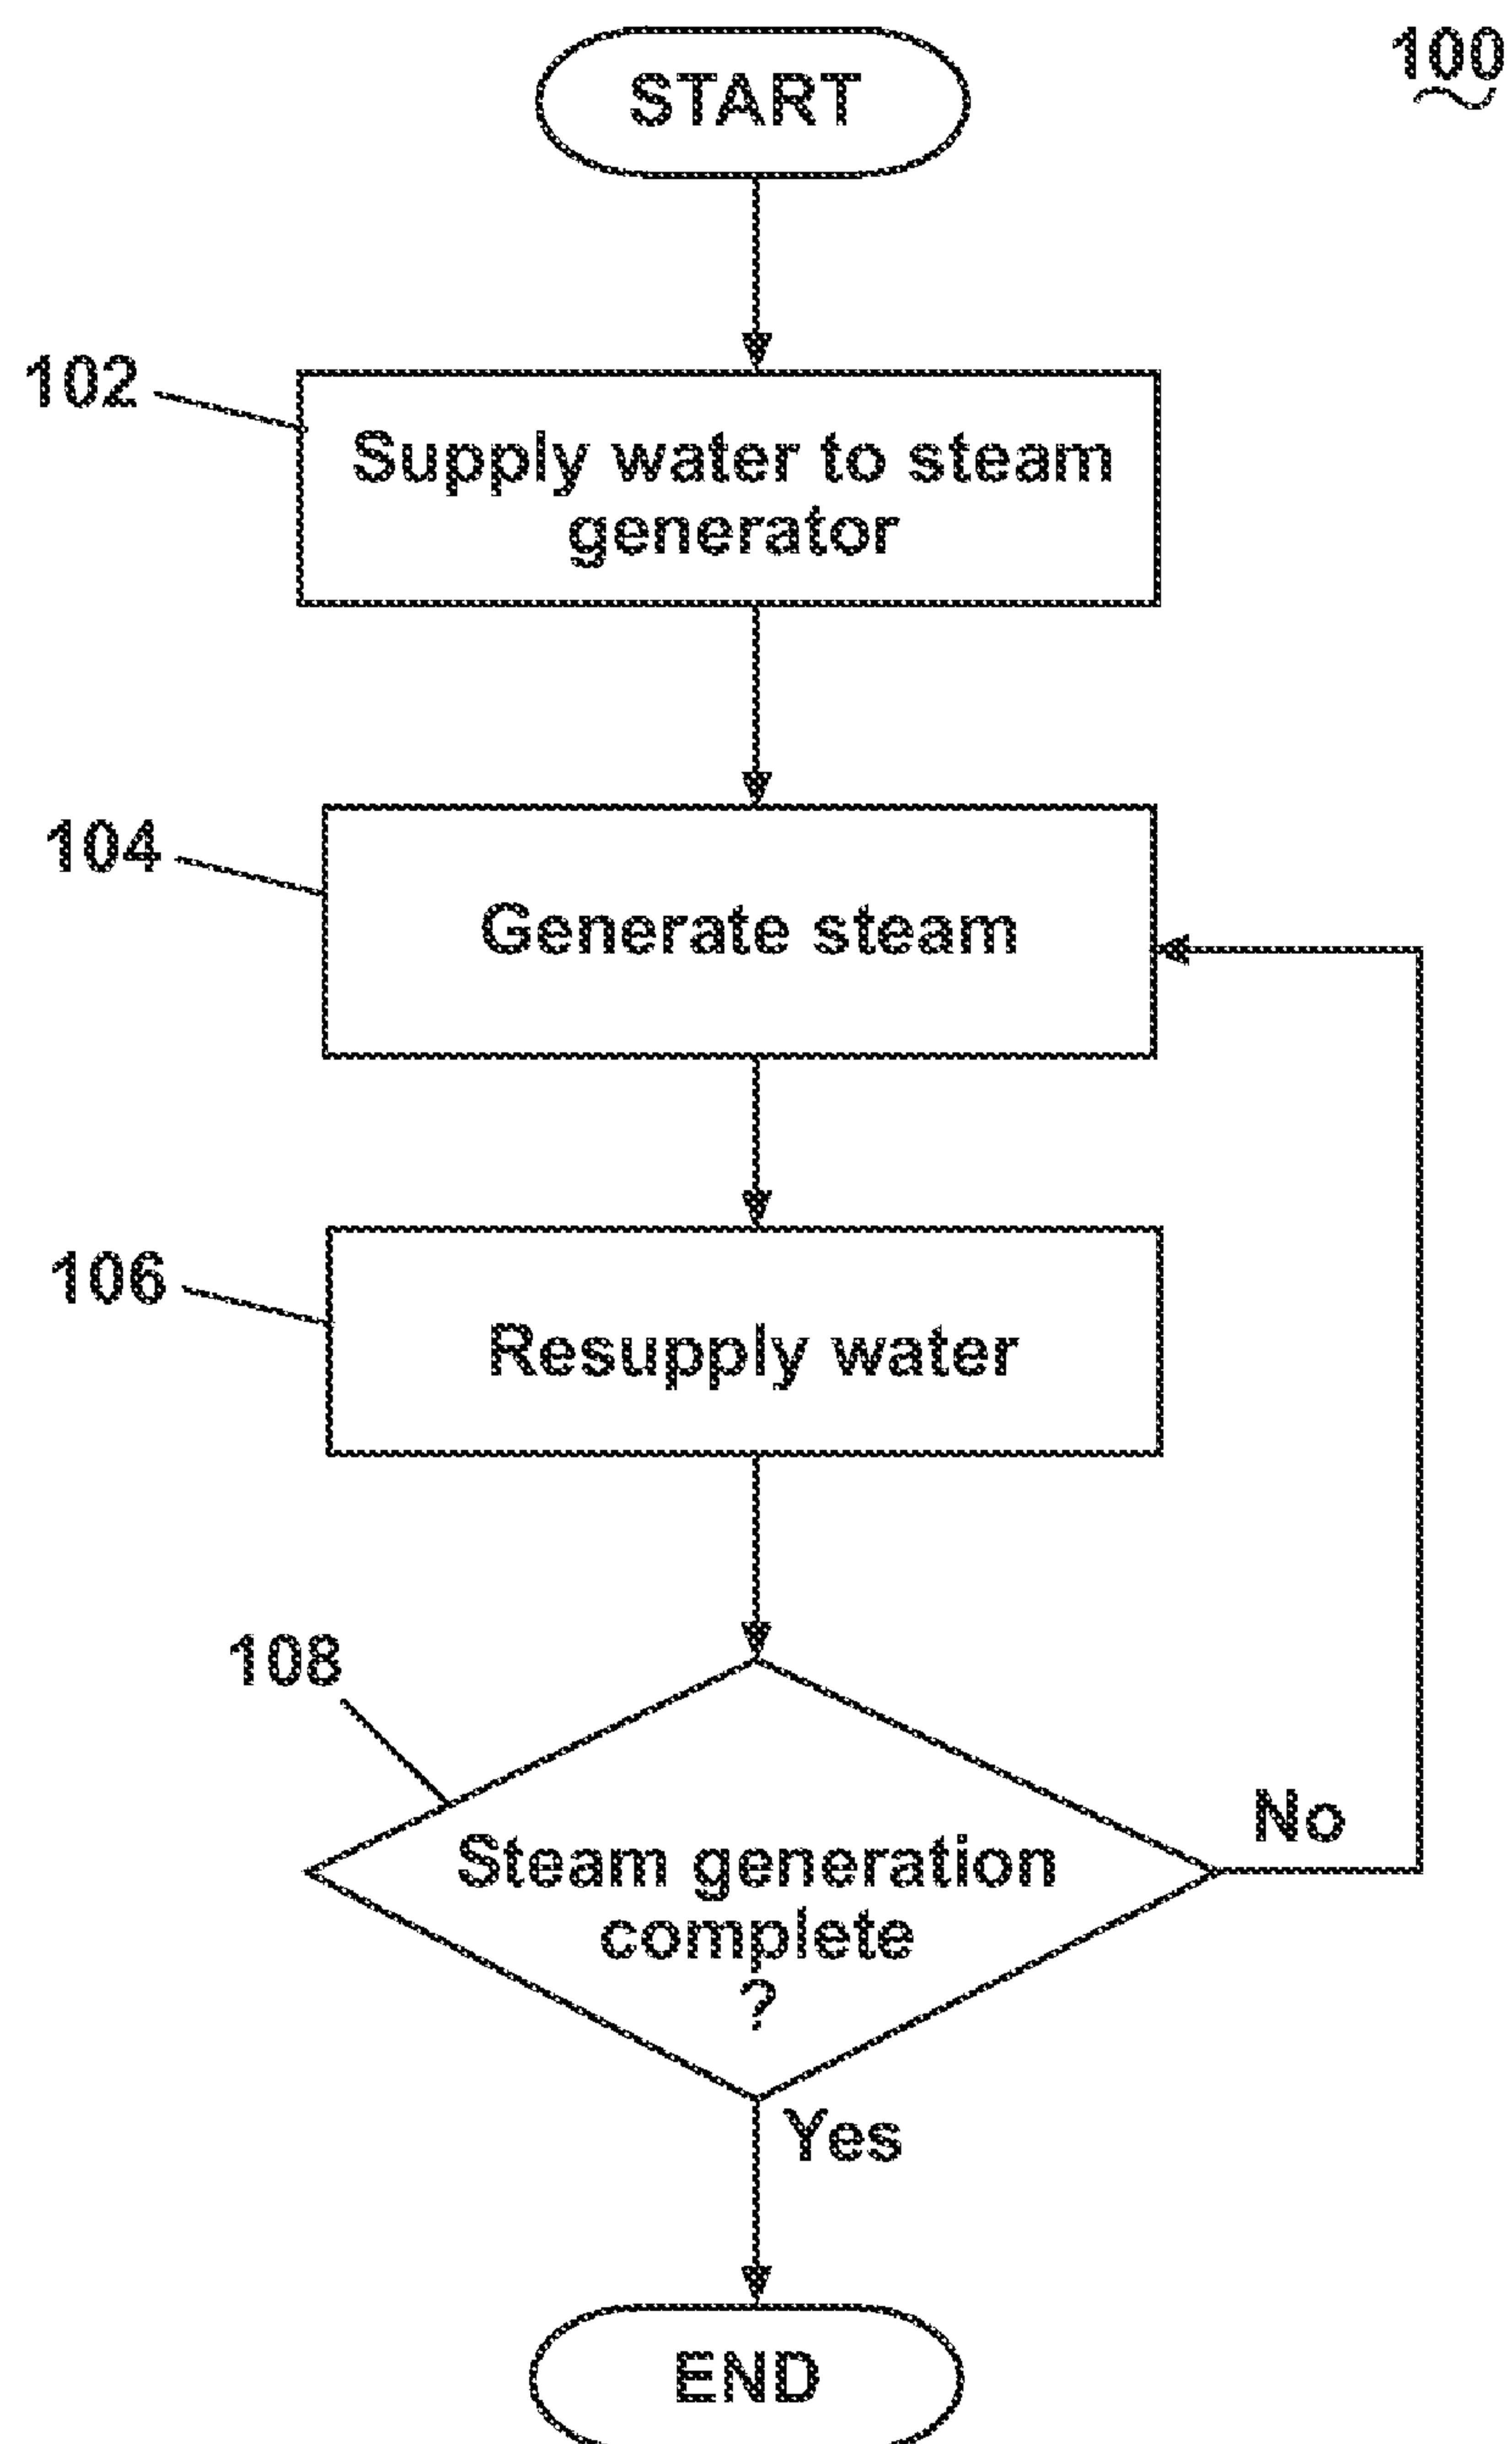 START
100
102
Supply water to steam
generator
104
Generate steam
106
Resupply water
108
Steam generation
complete
?
No
Yes
END